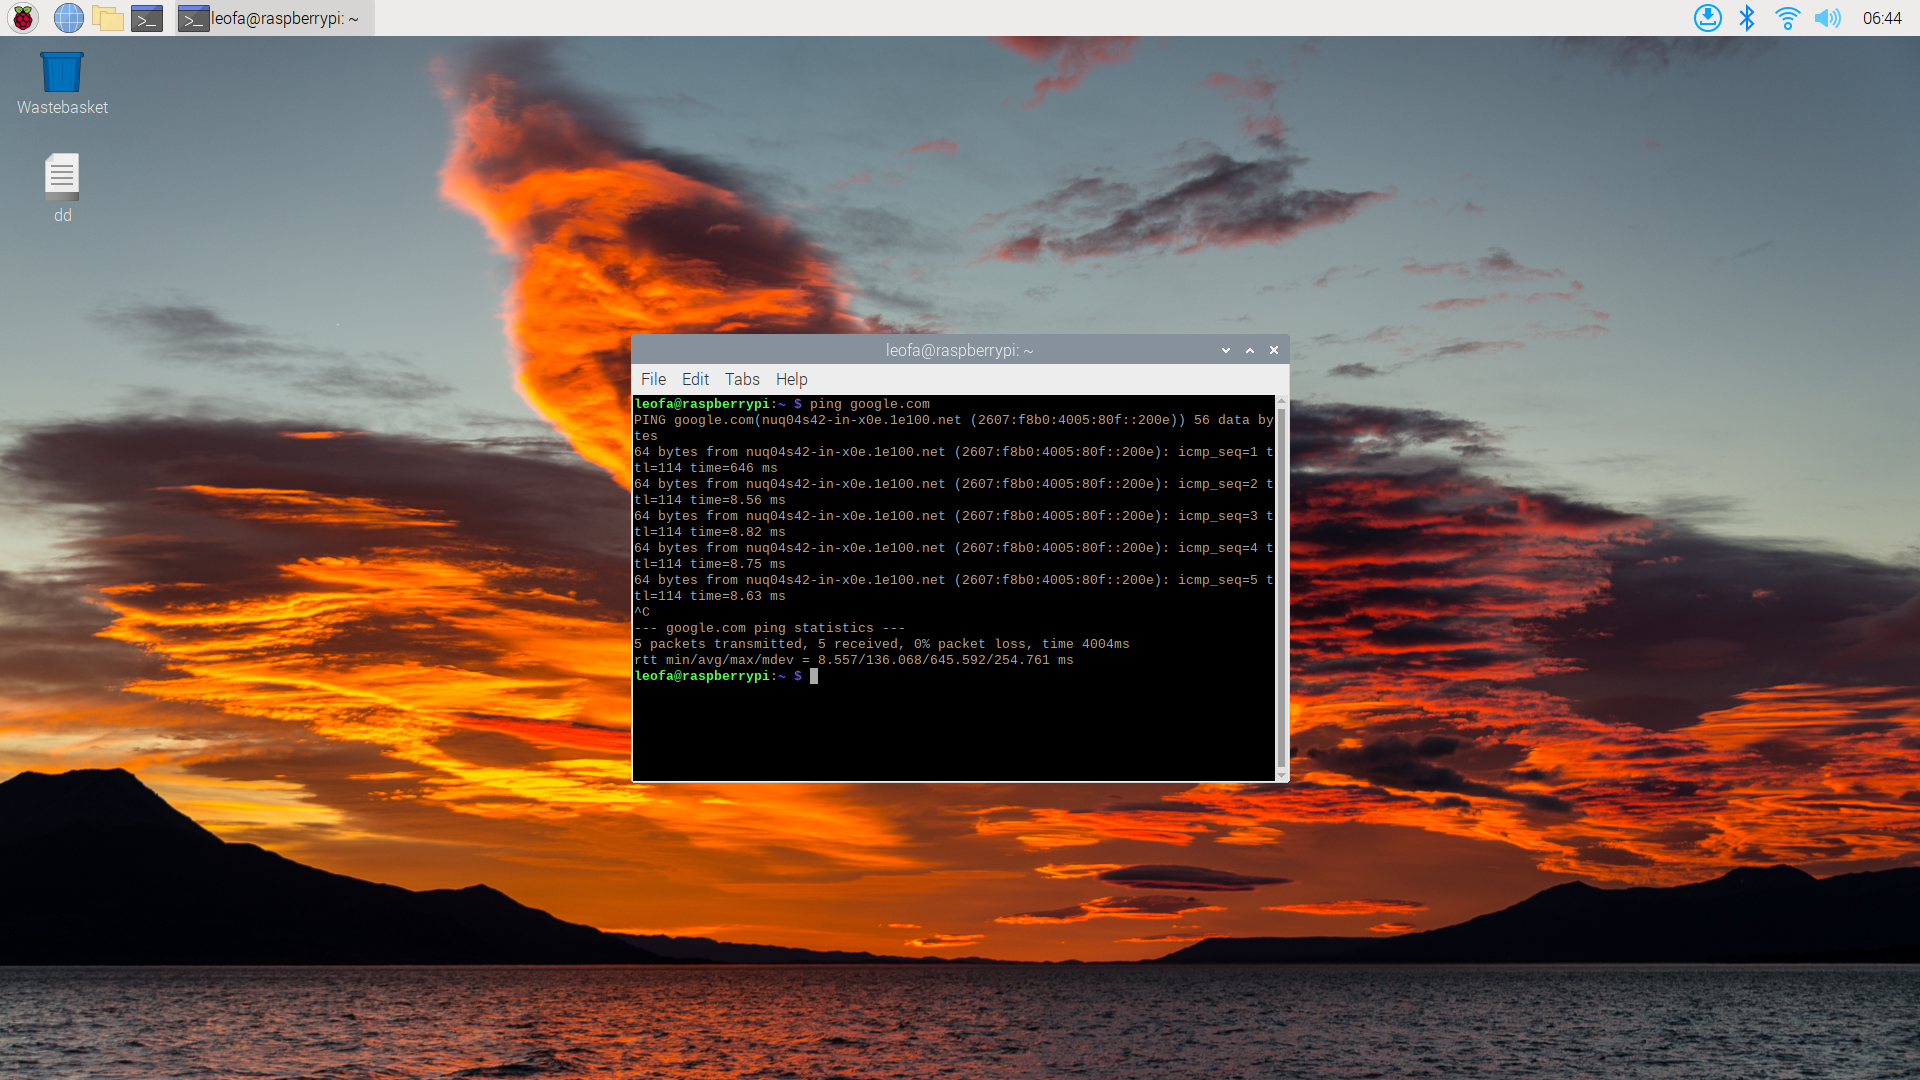 leofa@raspberrypi: ~
06:44
Wastebasket
dd
leofa@raspberrypi: ~
File Edit Tabs Help
leofa@raspberrypi:~ $ ping google.com
PING google.com(nuq04s42-in-x0e.1e100.net (2607:f8b0:4005:80f::200e)) 56 data by
tes
64 bytes from nuq04s42-in-x0e.1e100.net (2607:f8b0:4005:80f::200e): icmp_seq=1 t
tl=114 time=646 ms
64 bytes from nuq04s42-in-x0e.1e100.net (2607:f8b0:4005:80f::200e): icmp_seq=2 t
tl=114 time=8.56 ms
64 bytes from nuq04s42-in-x0e.1e100.net (2607:f8b0:4005:80f::200e): icmp_seq=3 t
tl=114 time=8.82 ms
64 bytes from nuq04s42-in-x0e.1e100.net (2607:f8b0:4005:80f::200e): icmp_seq=4 t
tl=114 time=8.75 ms
64 bytes from nuq04s42-in-x0e.1e100.net (2607:f8b0:4005:80f::200e): icmp_seq=5 t
tl=114 time=8.63 ms
^C
--- google.com ping statistics ---
5 packets transmitted, 5 received, 0% packet loss, time 4004ms
rtt min/avg/max/mdev = 8.557/136.068/645.592/254.761 ms
leofa@raspberrypi:~ $